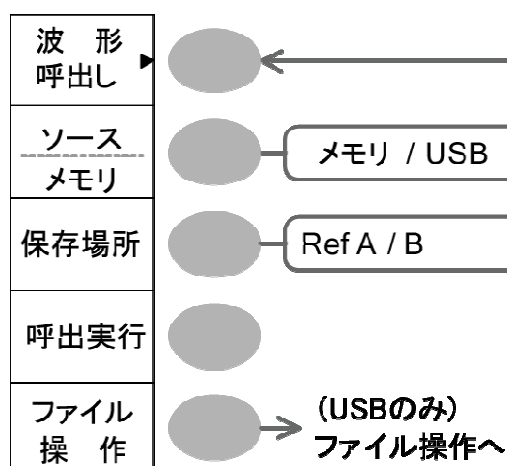 波 形
呼出し
ソース
メモリ
メモリ / USB
保存場所
Ref A / B
呼出実行
ファイル
操 作
(USBのみ)
ファイル操作へ